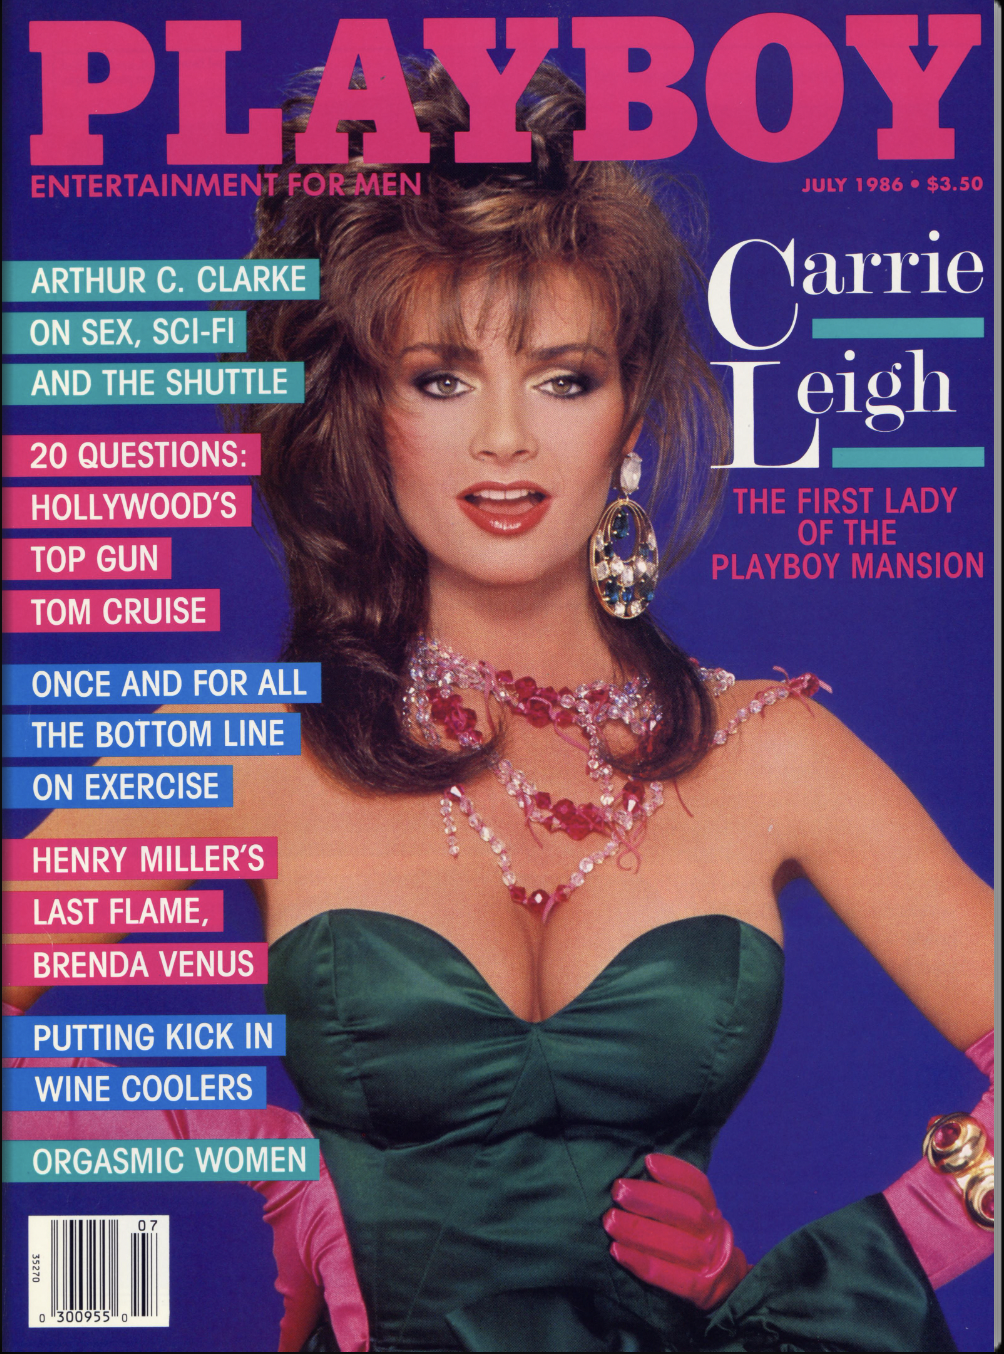 PLAYBOY
ENTERTAINMENT FOR MEN
JULY 1986 • $3.50
ARTHUR C. CLARKE
ON SEX, SCI-FI
AND THE SHUTTLE
20 QUESTIONS:
HOLLYWOOD'S
TOP GUN
TOM CRUISE
ONCE AND FOR ALL
THE BOTTOM LINE
ON EXERCISE
HENRY MILLER'S
LAST FLAME,
BRENDA VENUS
PUTTING KICK IN
WINE COOLERS
ORGASMIC WOMEN
Carrie
Leigh
THE FIRST LADY
OF THE
PLAYBOY MANSION
07
35270
0 300955 0